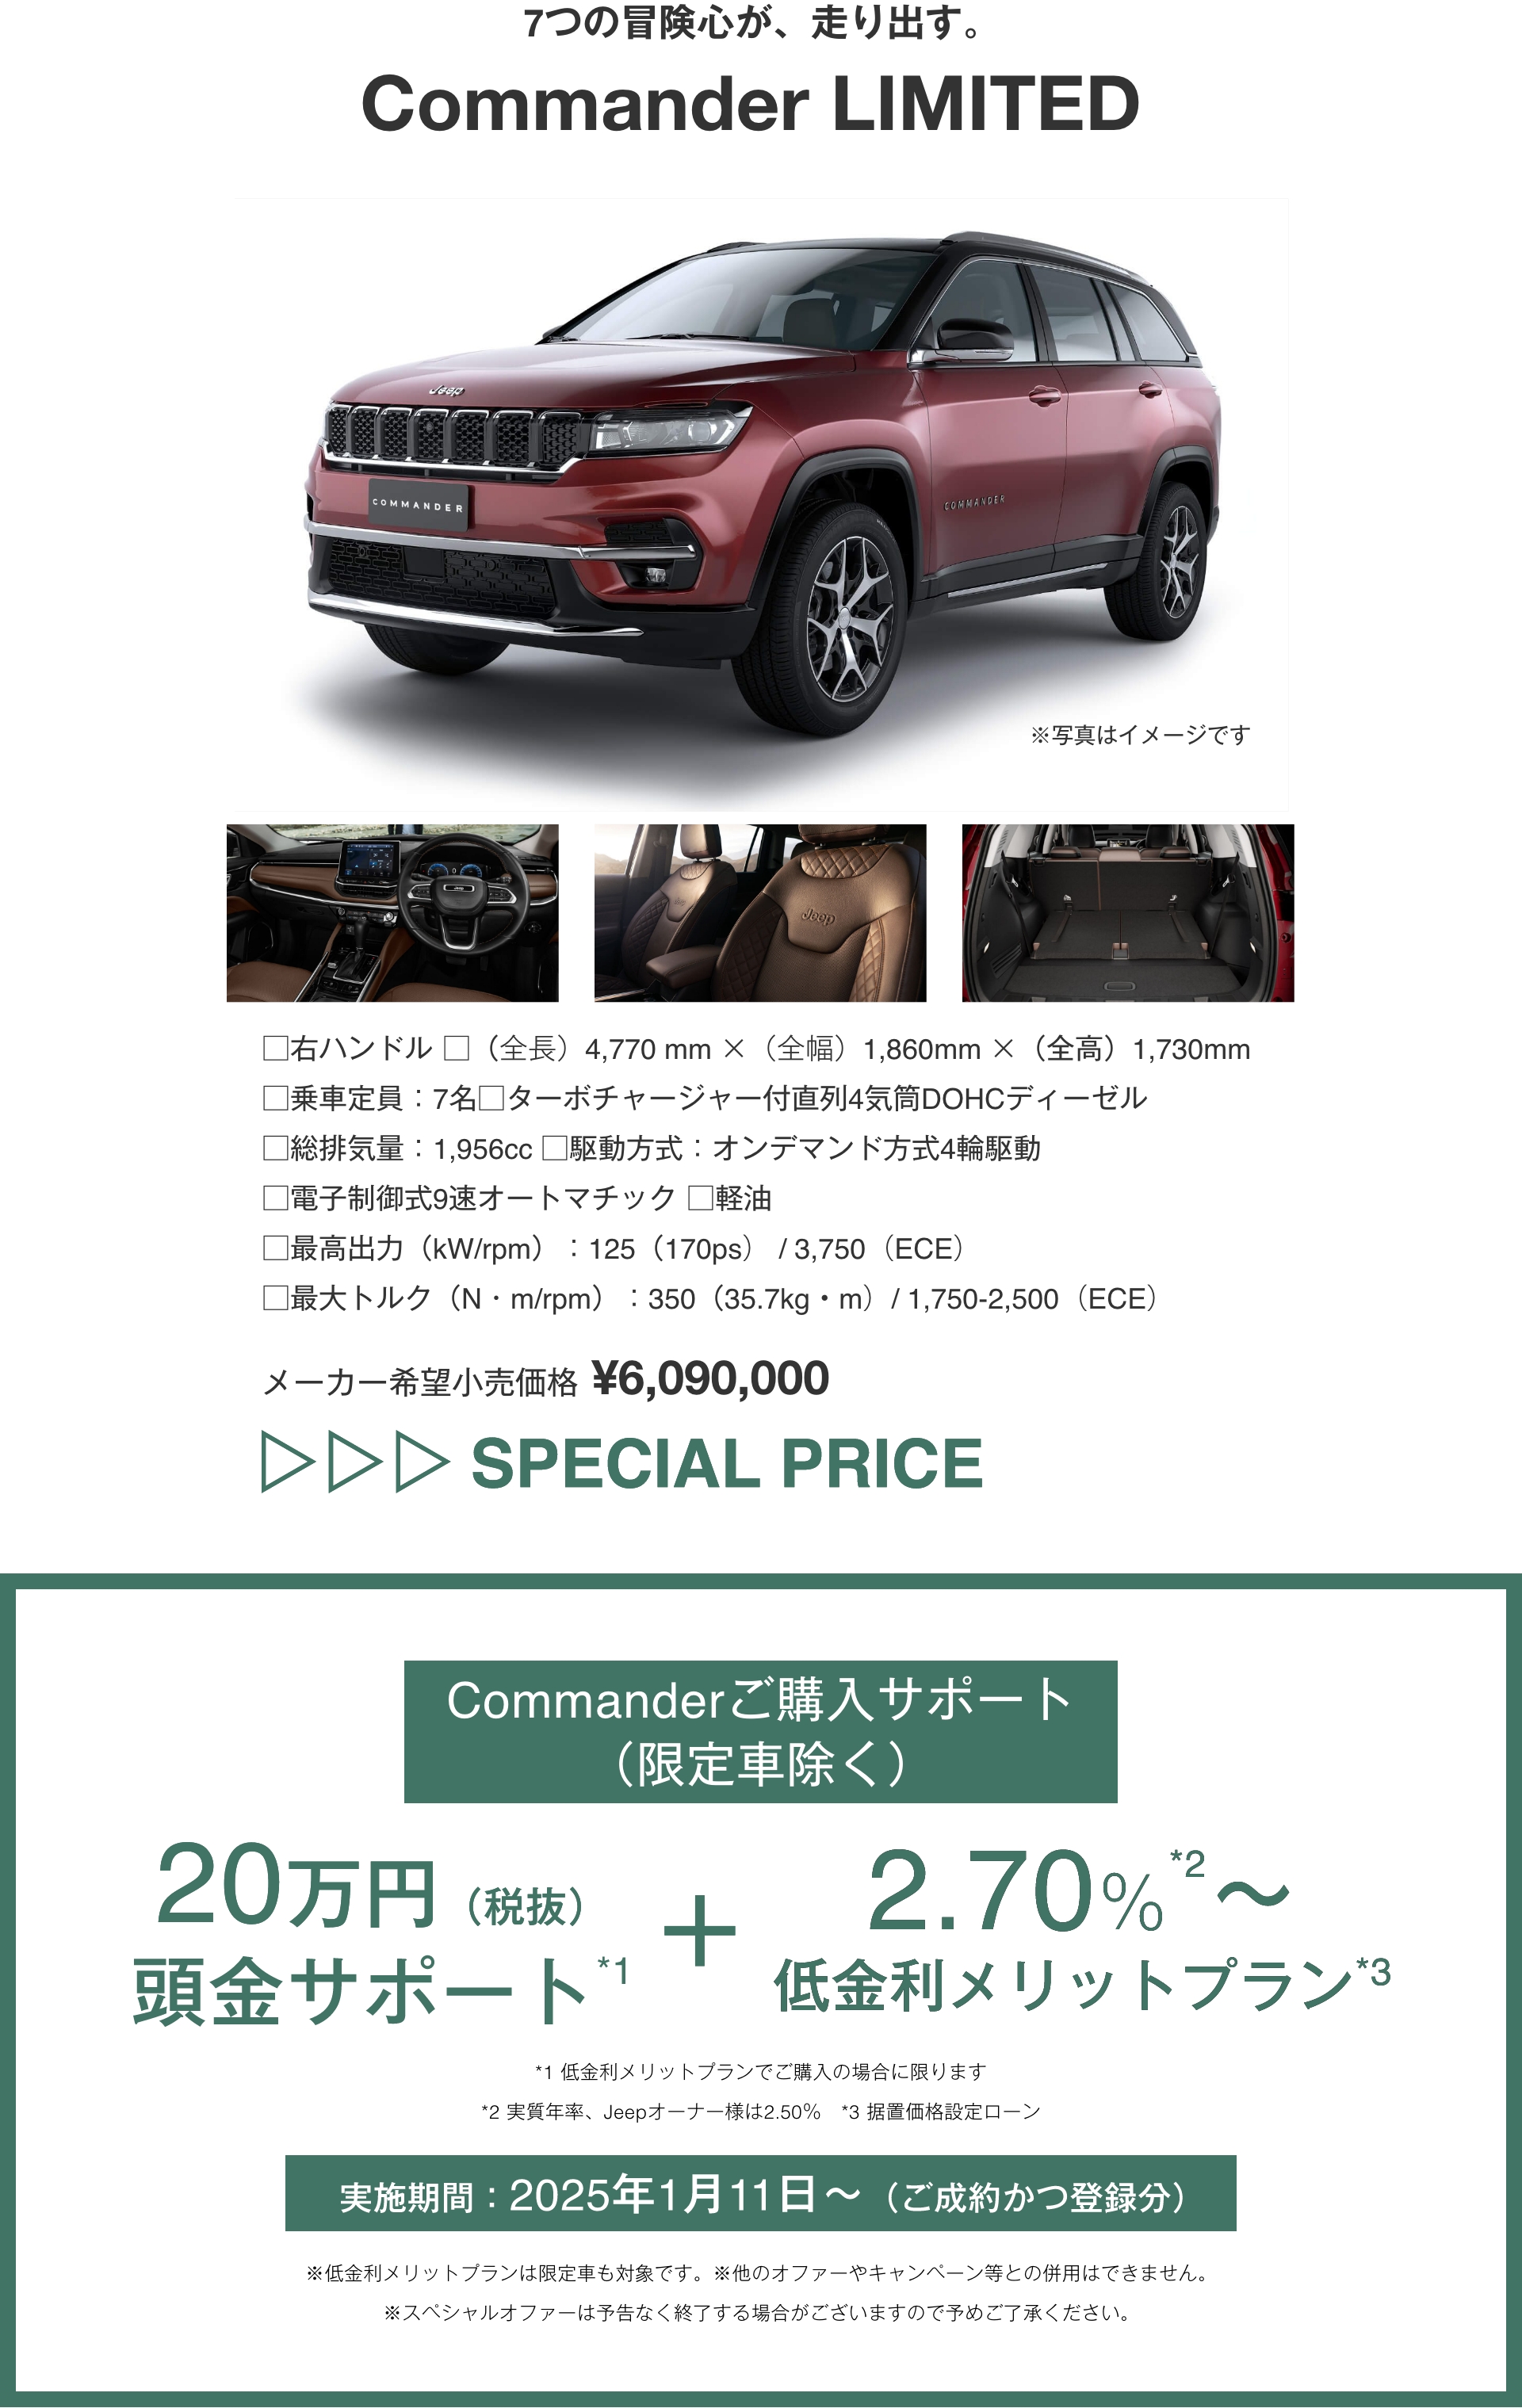 7つの冒険心が、走り出す。
Commander LIMITED
Jeep
COMMANDER
COMMANDER
※写真はイメージです
Jeep
□右ハンドル □（全長）4,770 mm ×（全幅）1,860mm ×（全高）1,730mm
□乗車定員：7名□ターボチャージャー付直列4気筒DOHCディーゼル
□総排気量：1,956cc □駆動方式：オンデマンド方式4輪駆動
□電子制御式9速オートマチック □軽油
□最高出力（kW/rpm）：125（170ps） / 3,750（ECE）
□最大トルク（N・m/rpm）：350（35.7kg・m）/ 1,750-2,500（ECE）
メーカー希望小売価格 ¥6,090,000
▷▷▷ SPECIAL PRICE
Commanderご購入サポート
（限定車除く）
20万円（税抜）
頭金サポート*1
+
2.70%*2～
低金利メリットプラン*3
*1 低金利メリットプランでご購入の場合に限ります
*2 実質年率、Jeepオーナー様は2.50%　*3 据置価格設定ローン
実施期間：2025年1月11日～（ご成約かつ登録分）
※低金利メリットプランは限定車も対象です。※他のオファーやキャンペーン等との併用はできません。
※スペシャルオファーは予告なく終了する場合がございますので予めご了承ください。